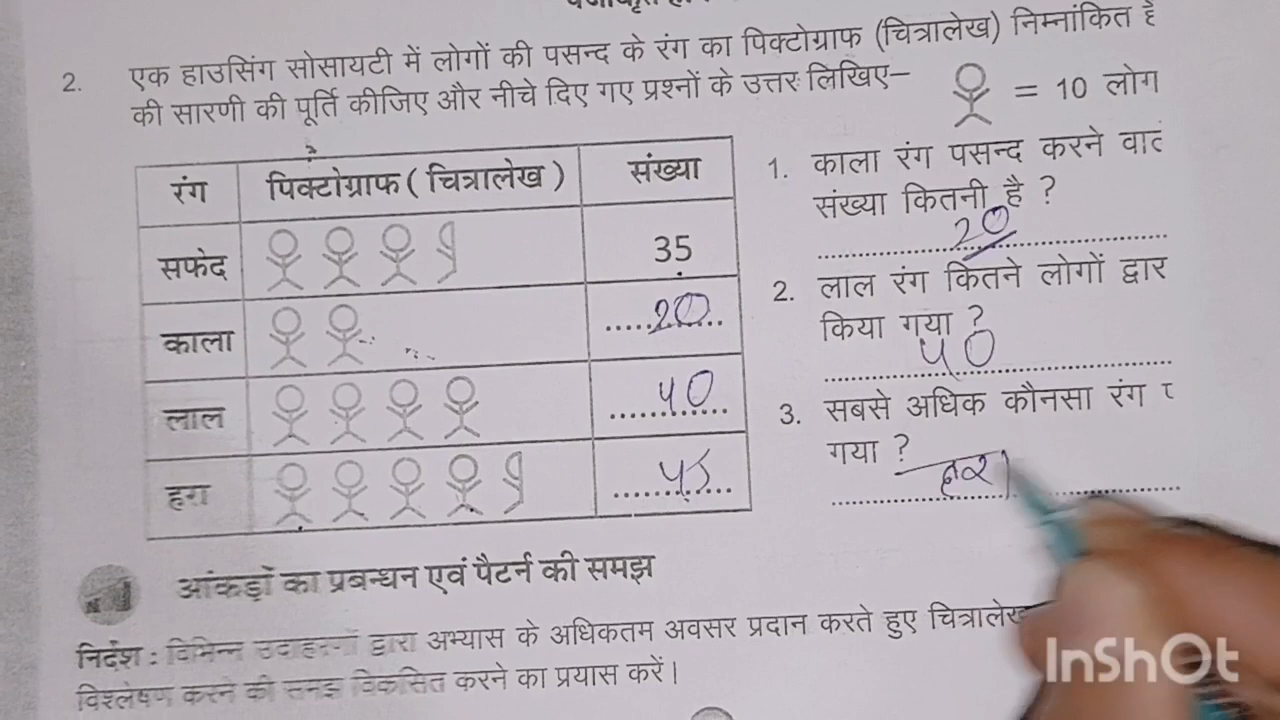 2. एक हाउसिंग सोसायटी में लोगों की पसन्द के रंग का पिक्टोग्राफ (चित्रालेख) निम्नांकित है
की सारणी की पूर्ति कीजिए और नीचे दिए गए प्रश्नों के उत्तर लिखिए–
= 10 लोग
रंग पिक्टोग्राफ ( चित्रालेख ) संख्या
सफेद 35
काला 20
लाल 40
हरा 45
1. काला रंग पसन्द करने
संख्या कितनी है ?
20
2. लाल रंग कितने लोगों द्वार
किया गया ?
40
3. सबसे अधिक कौनसा रंग
गया ?
हरा
आंकड़ों का प्रबन्धन एवं पैटर्न की समझ
निर्देश : विभिन्न उदाहरणों द्वारा अभ्यास के अधिकतम अवसर प्रदान करते हुए चित्रालेख
विश्लेषण करने की समझ विकसित करने का प्रयास करें।
InShOt